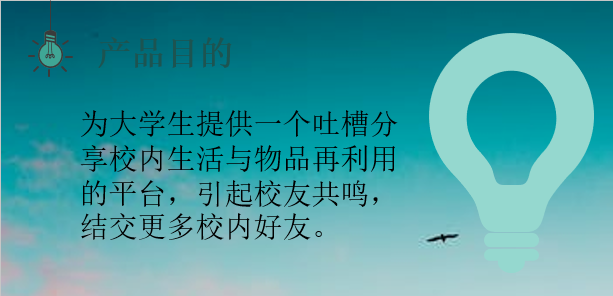 产品目的
为大学生提供一个吐槽分
享校内生活与物品再利用
的平台，引起校友共鸣，
结交更多校内好友。